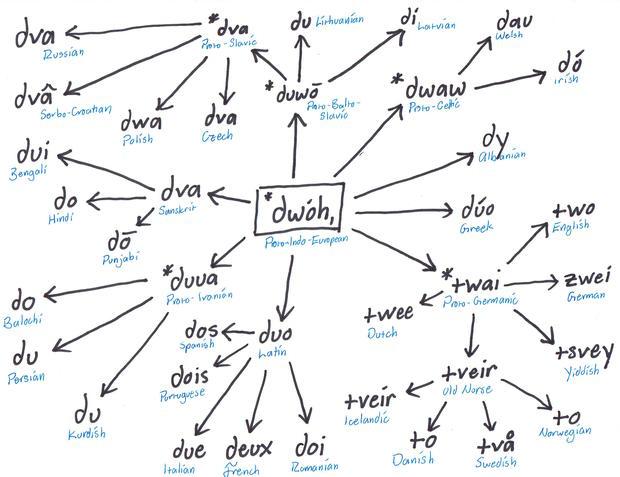 dva
Russian
*dva
Proto-Slavic
du Lithuanian
di
Latvian
dau
Welsh
dvâ
Serbo-Croatian
dwa
Polish
dva
Czech
*duwō
Proto-Balto-
Slavic
*dwaw
Proto-Celtic
dó
Irish
dui
Bengali
do
Hindi
dō
Punjabi
dva
Sanskrit
*dwóh₁
Proto-Indo-European
dy
Albanian
dúo
Greek
two
English
*duua
Proto-Iranian
*twai
Proto-Germanic
zwei
German
do
Balochi
du
Persian
du
Kurdish
dos
Spanish
duo
Latin
dois
Portuguese
twee
Dutch
tsvey
Yiddish
tveir
Old Norse
tveir
Icelandic
due
Italian
deux
French
doi
Romanian
to
Danish
två
Swedish
to
Norwegian